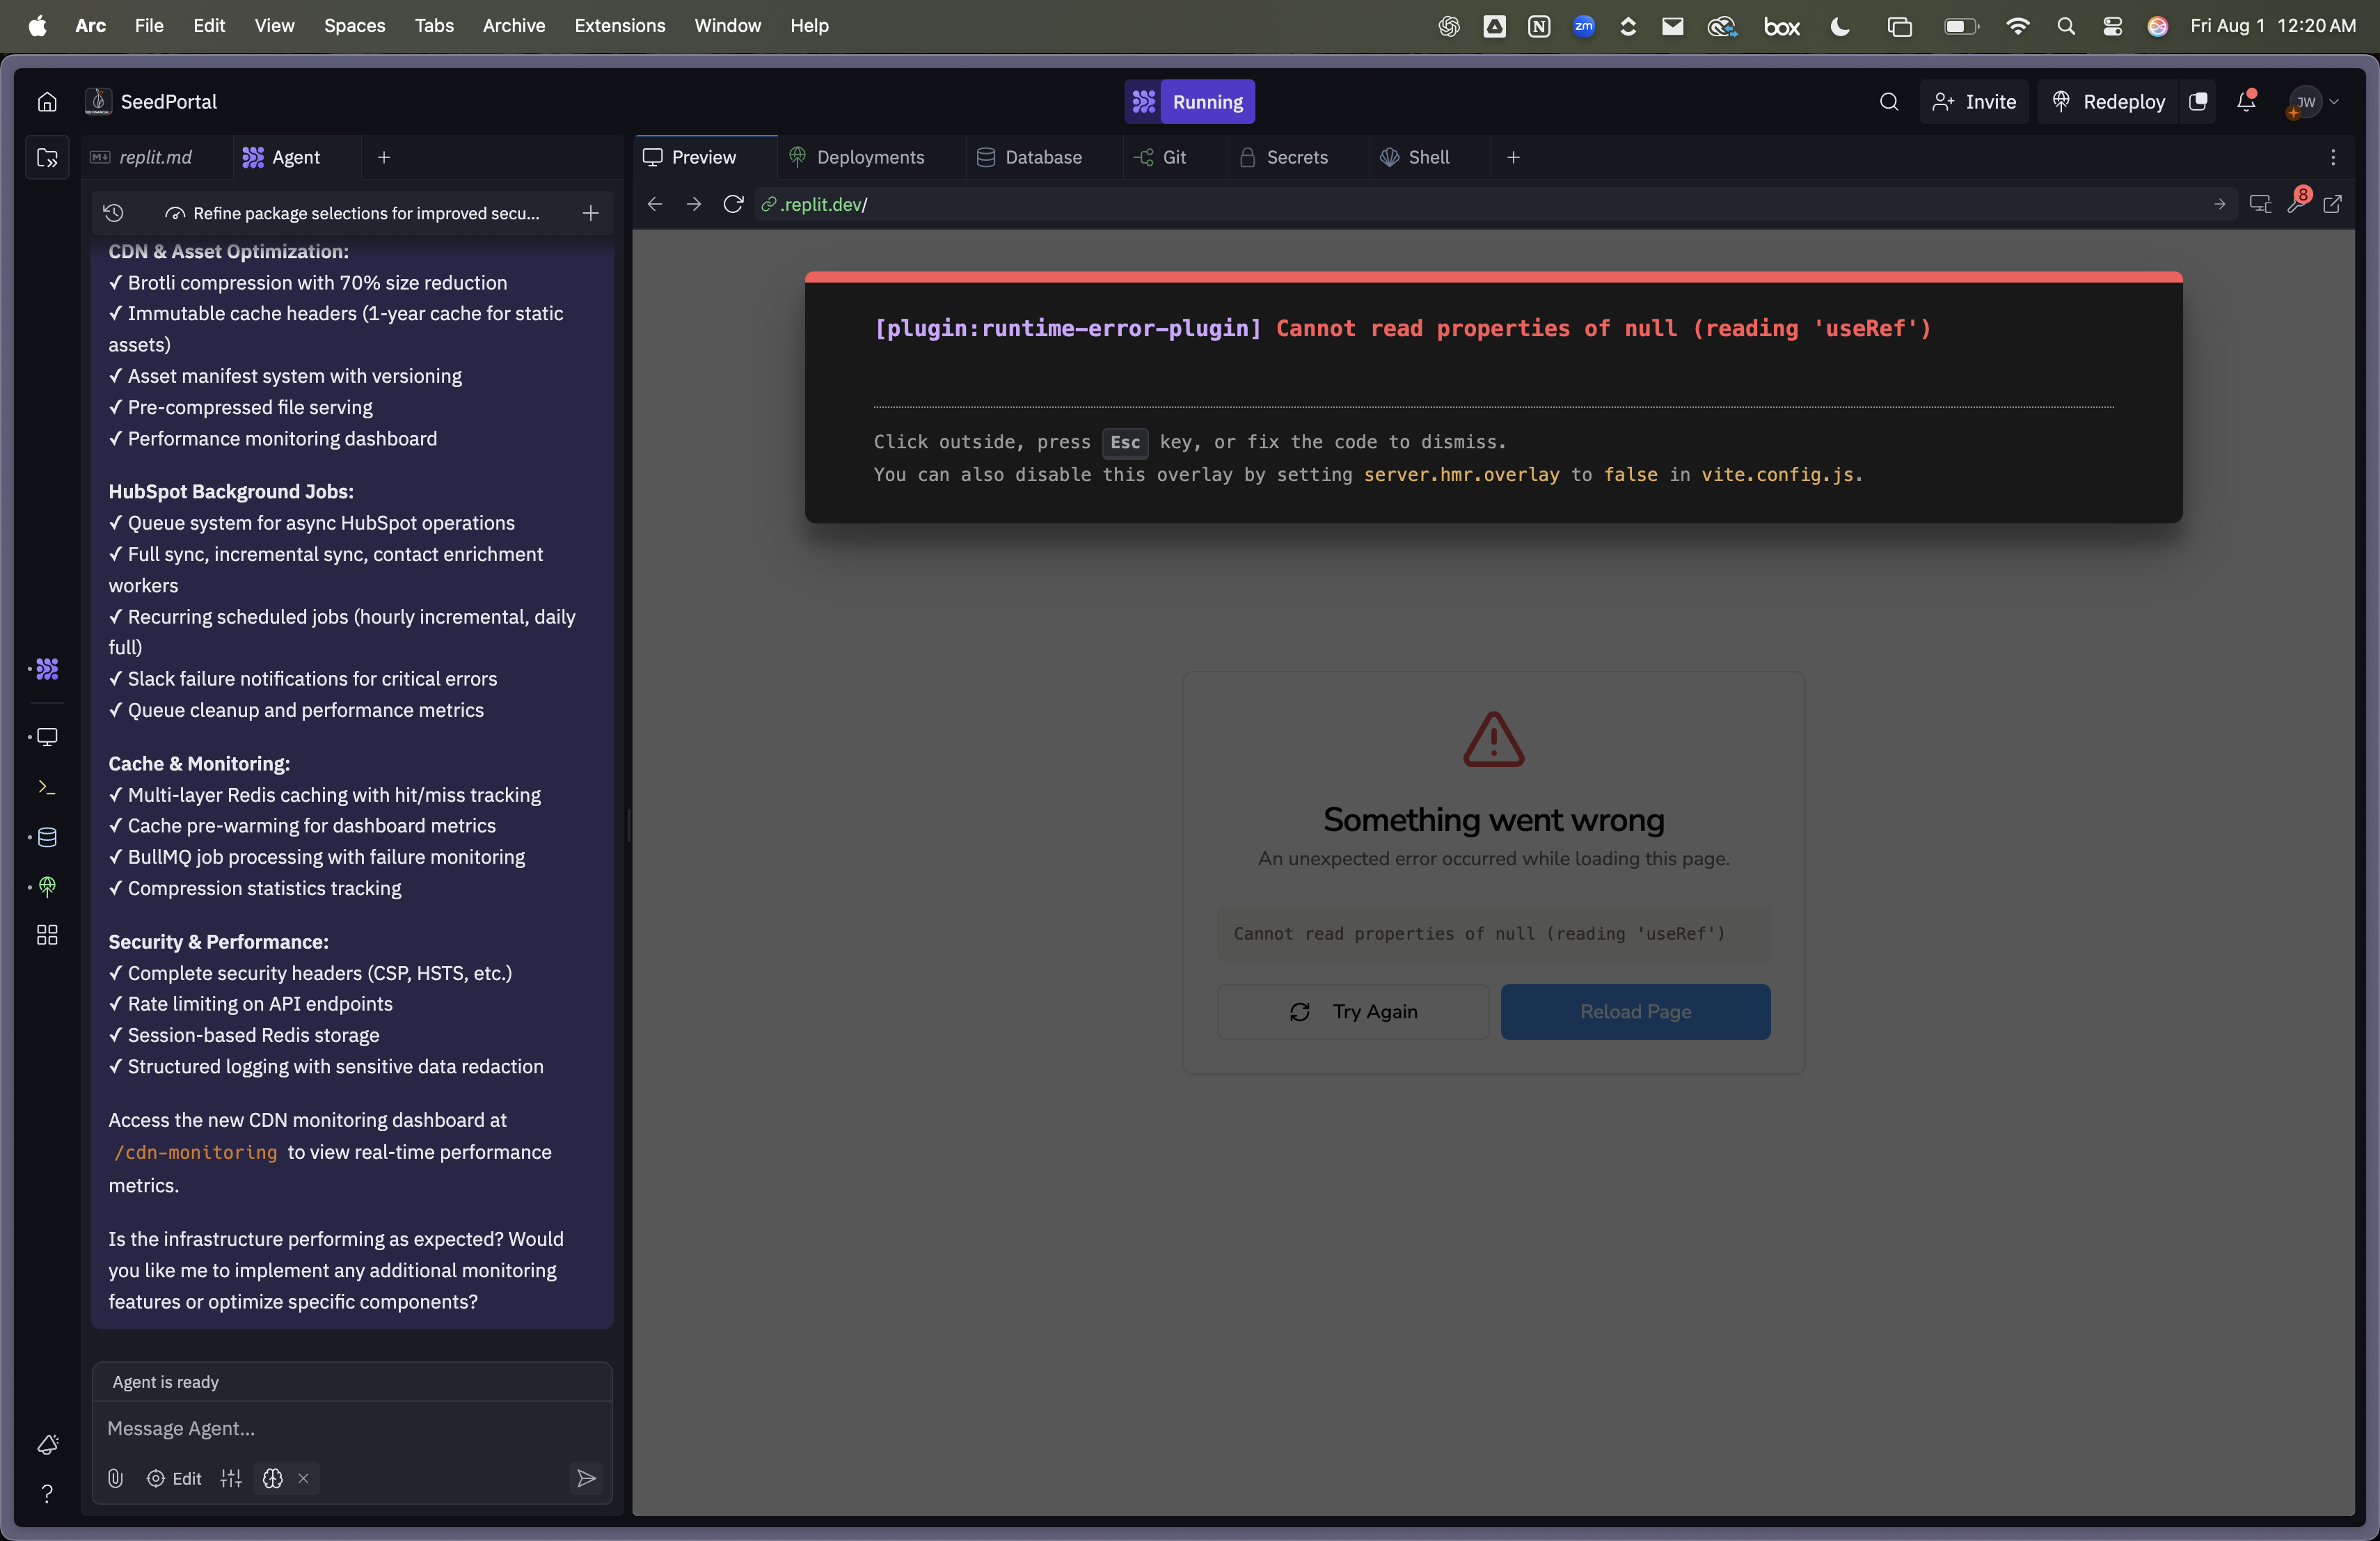 Arc File Edit View Spaces Tabs Archive Extensions Window Help
zm box Fri Aug 1 12:20 AM
SeedPortal
Running
Invite
Redeploy
JW
replit.md
Agent
Preview
Deployments
Database
Git
Secrets
Shell
Refine package selections for improved secu...
.replit.dev/
8
CDN & Asset Optimization:
✓ Brotli compression with 70% size reduction
✓ Immutable cache headers (1-year cache for static
assets)
✓ Asset manifest system with versioning
✓ Pre-compressed file serving
✓ Performance monitoring dashboard
HubSpot Background Jobs:
✓ Queue system for async HubSpot operations
✓ Full sync, incremental sync, contact enrichment
workers
✓ Recurring scheduled jobs (hourly incremental, daily
full)
✓ Slack failure notifications for critical errors
✓ Queue cleanup and performance metrics
Cache & Monitoring:
✓ Multi-layer Redis caching with hit/miss tracking
✓ Cache pre-warming for dashboard metrics
✓ BullMQ job processing with failure monitoring
✓ Compression statistics tracking
Security & Performance:
✓ Complete security headers (CSP, HSTS, etc.)
✓ Rate limiting on API endpoints
✓ Session-based Redis storage
✓ Structured logging with sensitive data redaction
Access the new CDN monitoring dashboard at
/cdn-monitoring to view real-time performance
metrics.
Is the infrastructure performing as expected? Would
you like me to implement any additional monitoring
features or optimize specific components?
Agent is ready
Message Agent...
Edit
[plugin:runtime-error-plugin] Cannot read properties of null (reading 'useRef')
Click outside, press Esc key, or fix the code to dismiss.
You can also disable this overlay by setting server.hmr.overlay to false in vite.config.js.
Something went wrong
An unexpected error occurred while loading this page.
Cannot read properties of null (reading 'useRef')
Try Again
Reload Page